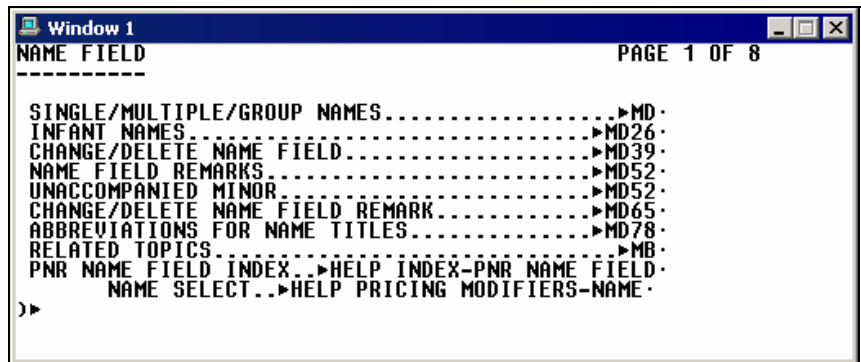 Window 1
NAME FIELD PAGE 1 OF 8
----------
SINGLE/MULTIPLE/GROUP NAMES..................►MD·
INFANT NAMES...............................►MD26·
CHANGE/DELETE NAME FIELD...................►MD39·
NAME FIELD REMARKS.........................►MD52·
UNACCOMPANIED MINOR........................►MD52·
CHANGE/DELETE NAME FIELD REMARK............►MD65·
ABBREVIATIONS FOR NAME TITLES..............►MD78·
RELATED TOPICS...............................►MB·
PNR NAME FIELD INDEX..►HELP INDEX-PNR NAME FIELD·
NAME SELECT..►HELP PRICING MODIFIERS-NAME·
)►